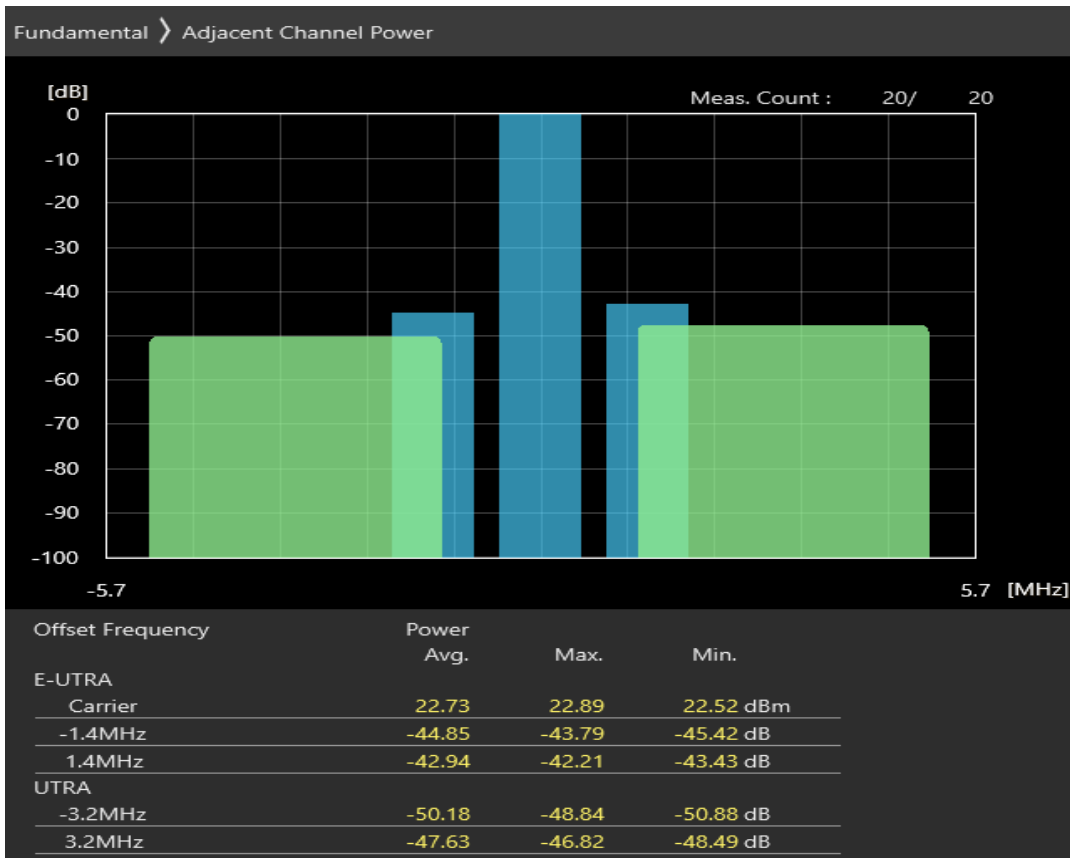 Fundamental 〉 Adjacent Channel Power
[dB]
Meas. Count : 20/ 20
0
-10
-20
-30
-40
-50
-60
-70
-80
-90
-100
-5.7 5.7 [MHz]
Offset Frequency Power
Avg. Max. Min.
E-UTRA
Carrier 22.73 22.89 22.52 dBm
-1.4MHz -44.85 -43.79 -45.42 dB
1.4MHz -42.94 -42.21 -43.43 dB
UTRA
-3.2MHz -50.18 -48.84 -50.88 dB
3.2MHz -47.63 -46.82 -48.49 dB